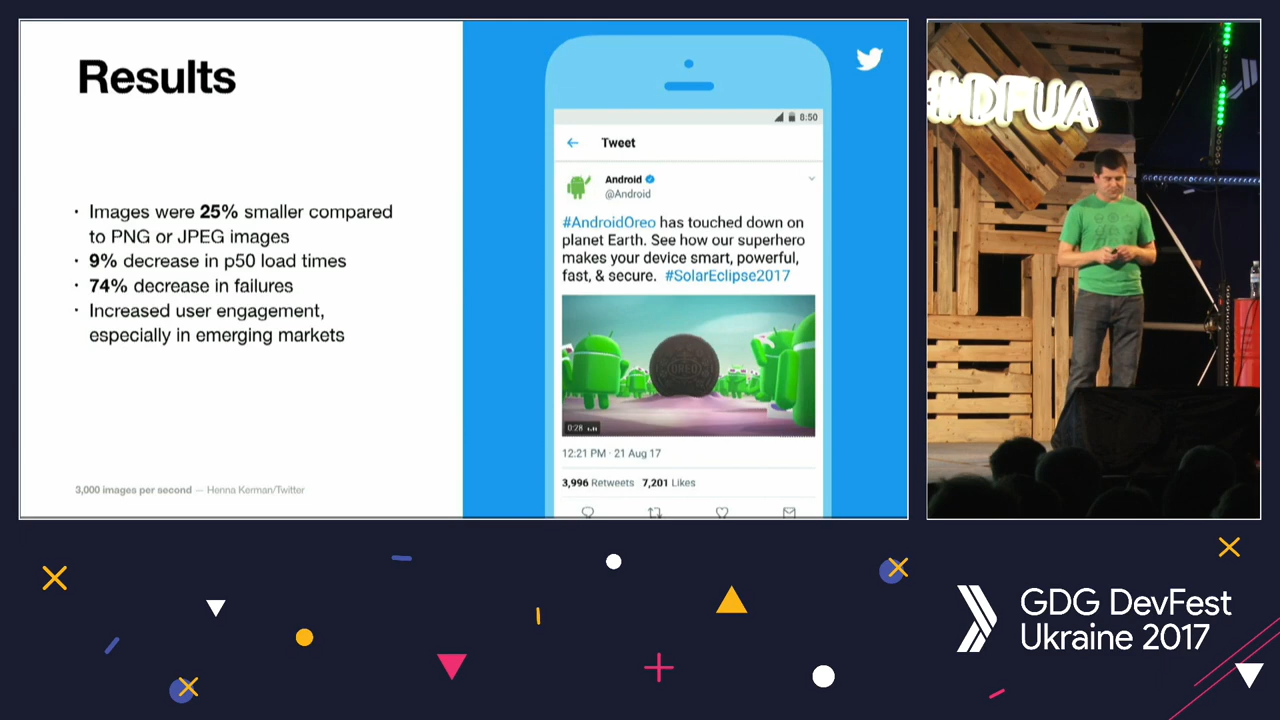 Results
· Images were 25% smaller compared
to PNG or JPEG images
· 9% decrease in p50 load times
· 74% decrease in failures
· Increased user engagement,
especially in emerging markets
3,000 images per second — Henna Kerman/Twitter
8:50
Tweet
Android
@Android
#AndroidOreo has touched down on
planet Earth. See how our superhero
makes your device smart, powerful,
fast, & secure. #SolarEclipse2017
OREO
0:28
12:21 PM · 21 Aug 17
3,996 Retweets 7,201 Likes
#DFUA
GDG DevFest
Ukraine 2017